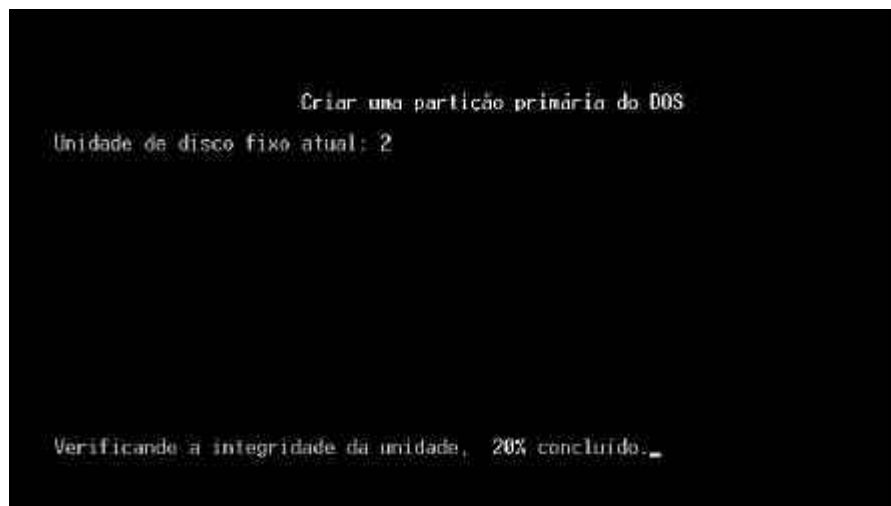 Criar uma partição primária do DOS
Unidade de disco fixo atual: 2
Verificando a integridade da unidade, 20% concluído.